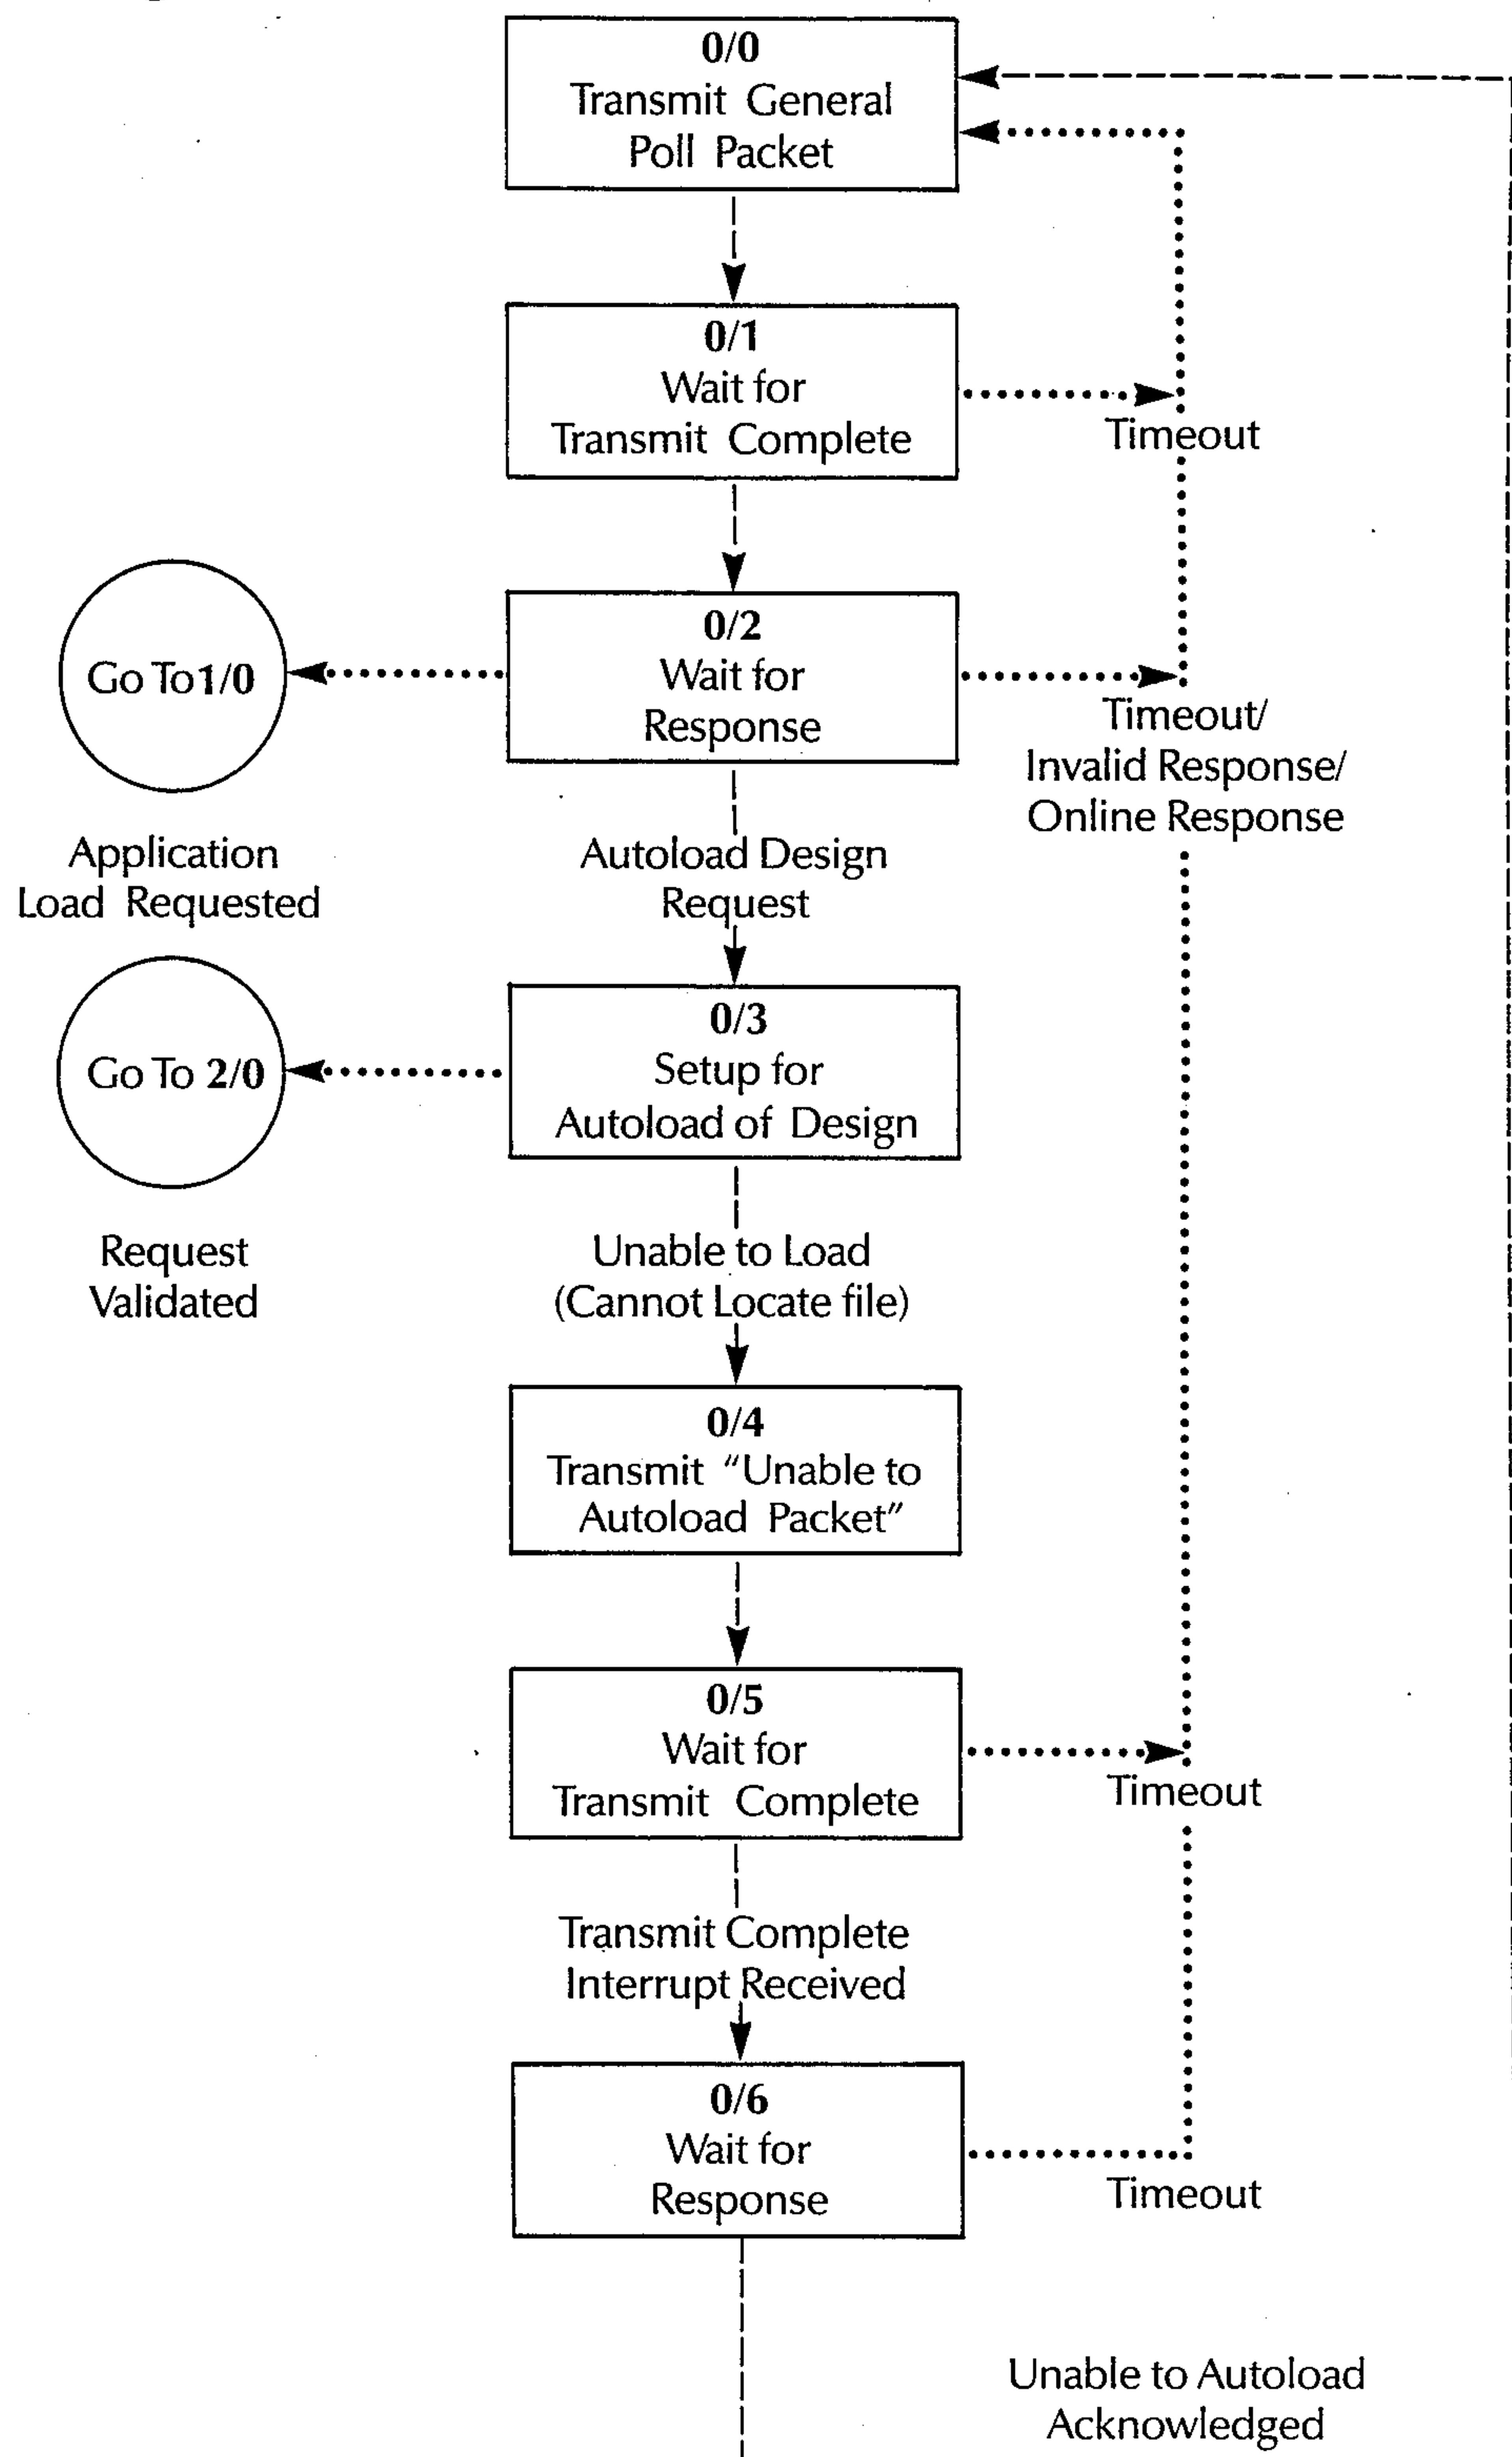 0/0
Transmit General
Poll Packet
0/1
Wait for
Transmit Complete
Timeout
0/2
Wait for
Response
Go To 1/0
Application
Load Requested
Timeout/
Invalid Response/
Online Response
Autoload Design
Request
0/3
Setup for
Autoload of Design
Go To 2/0
Request
Validated
Unable to Load
(Cannot Locate file)
0/4
Transmit "Unable to
Autoload Packet"
0/5
Wait for
Transmit Complete
Timeout
Transmit Complete
Interrupt Received
0/6
Wait for
Response
Timeout
Unable to Autoload
Acknowledged